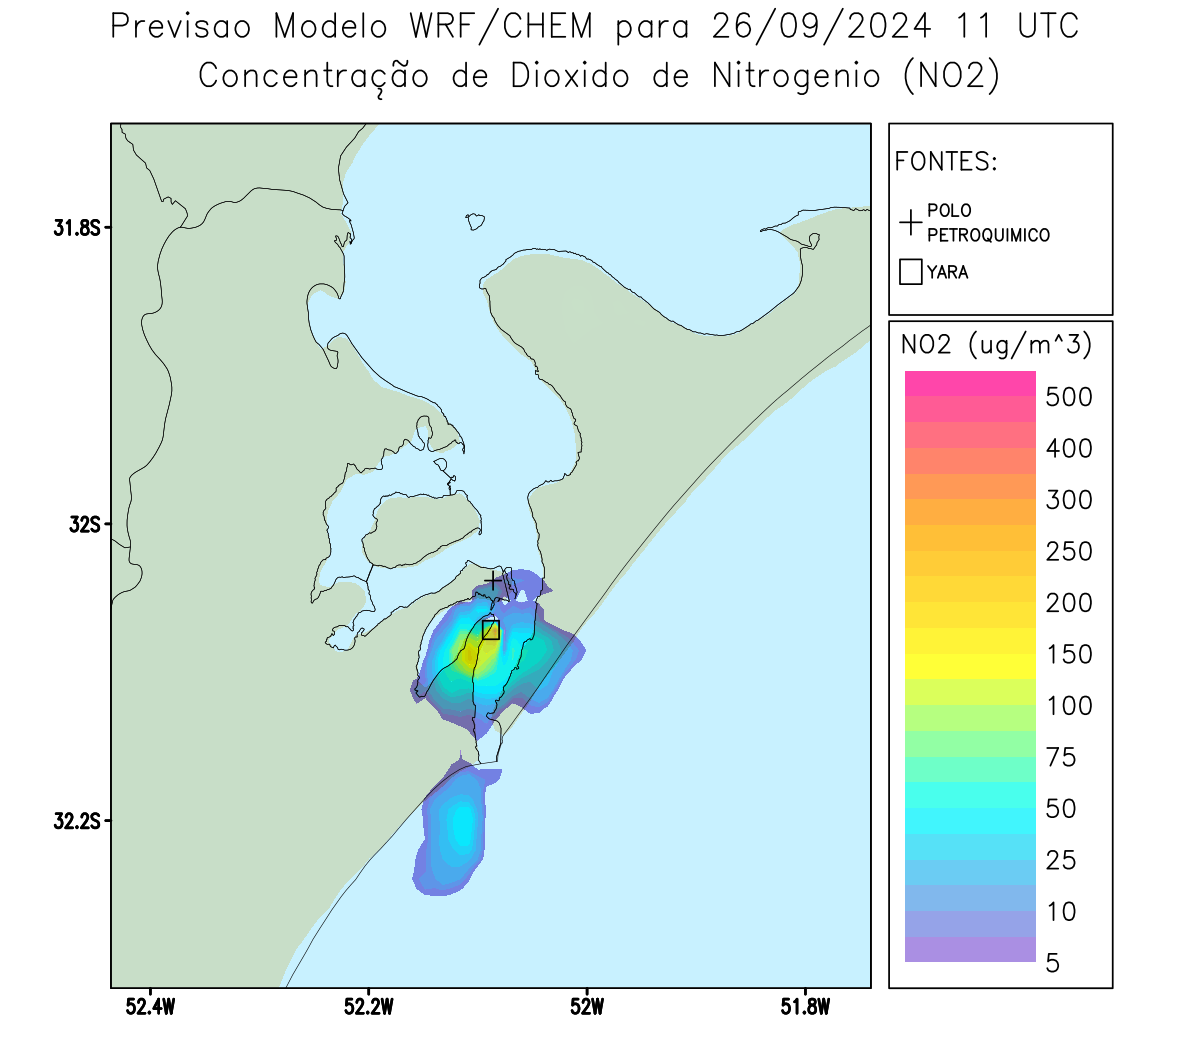 Previsao Modelo WRF/CHEM para 26/09/2024 11 UTC
Concentração de Dioxido de Nitrogenio (NO2)
FONTES:
POLO
PETROQUIMICO
YARA
NO2 (ug/m^3)
500
400
300
250
200
150
100
75
50
25
10
5
31.8S
32S
32.2S
52.4W
52.2W
52W
51.8W